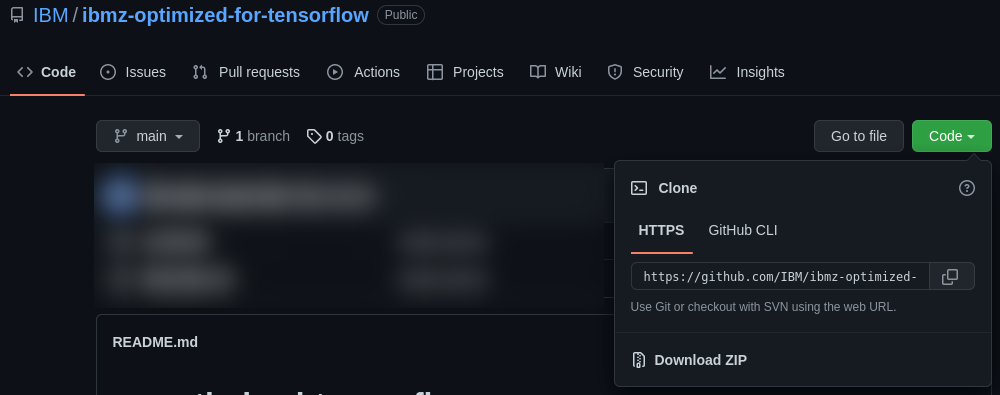 IBM / ibmz-optimized-for-tensorflow Public
Code Issues Pull requests Actions Projects Wiki Security Insights
main 1 branch 0 tags Go to file Code
Clone
HTTPS GitHub CLI
https://github.com/IBM/ibmz-optimized-
Use Git or checkout with SVN using the web URL.
README.md
Download ZIP